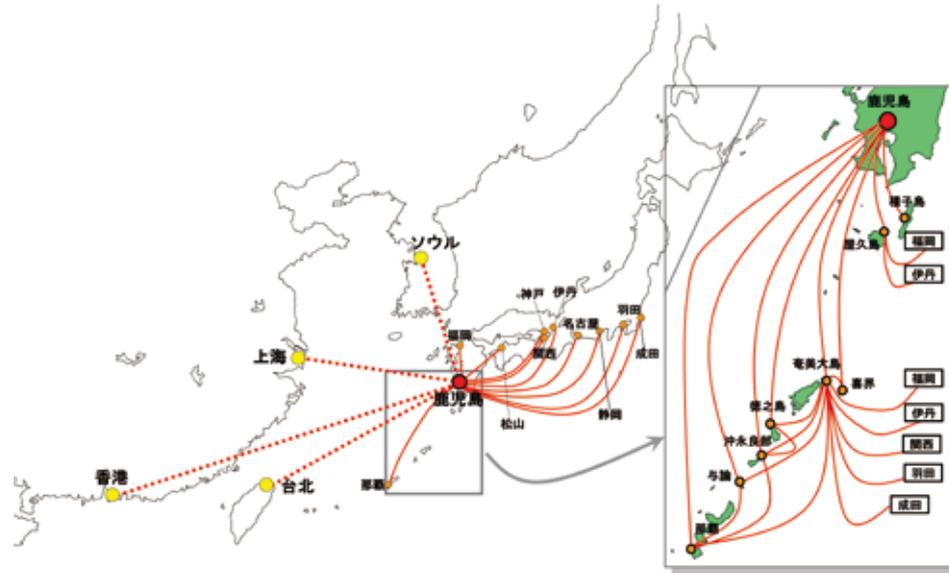 ソウル
上海
香港
台北
福岡
鹿児島
神戸
伊丹
関西
名古屋
羽田
成田
静岡
松山
那覇
鹿児島
種子島
屋久島
福岡
伊丹
奄美大島
喜界
徳之島
沖永良部
与論
那覇
福岡
伊丹
関西
羽田
成田